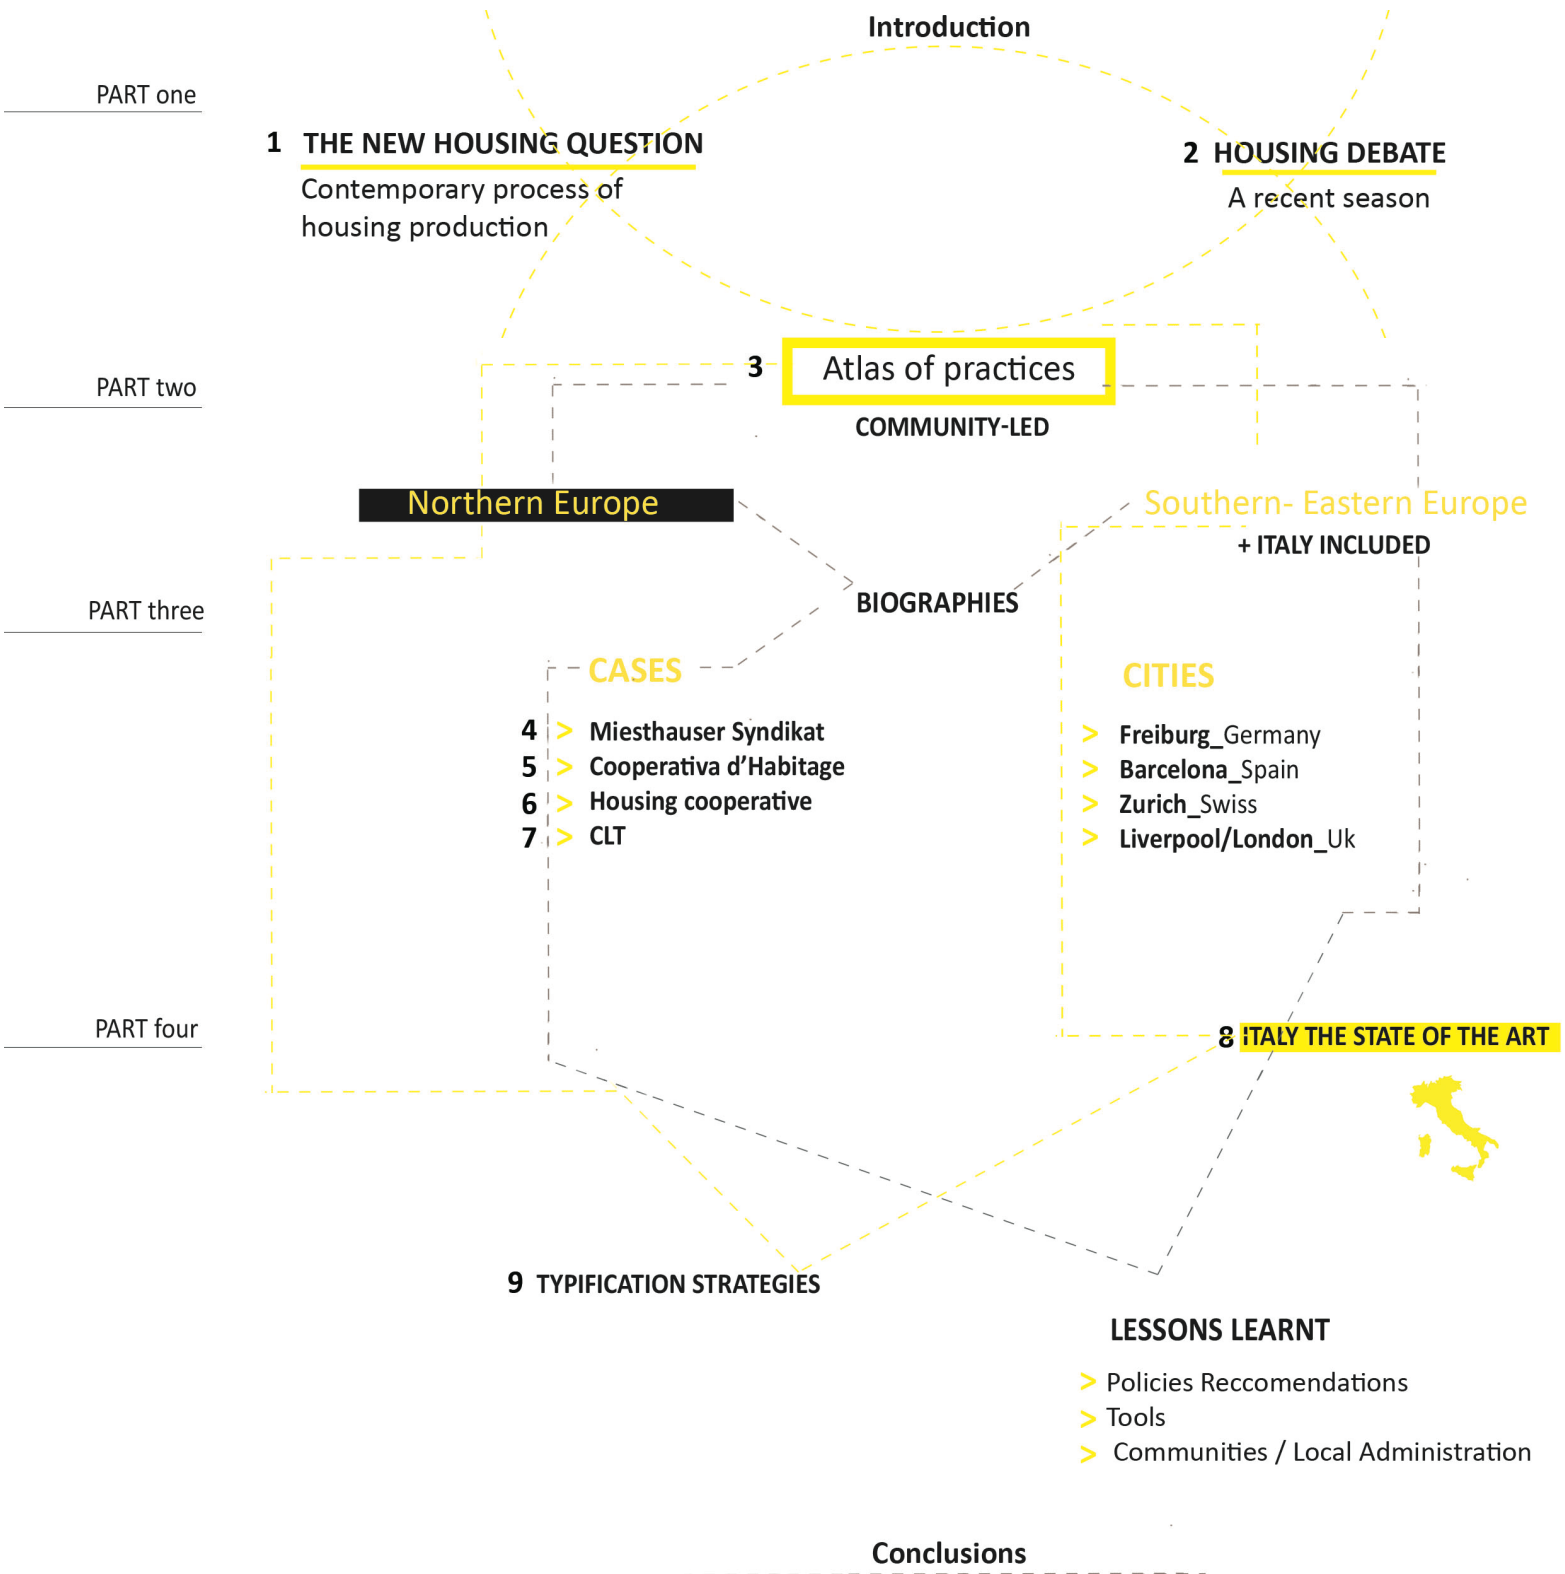 Introduction
PART one
1 THE NEW HOUSING QUESTION
Contemporary process of
housing production
2 HOUSING DEBATE
A recent season
PART two
3 Atlas of practices
COMMUNITY-LED
Northern Europe
Southern- Eastern Europe
+ ITALY INCLUDED
PART three
BIOGRAPHIES
CASES
4 > Miesthauser Syndikat
5 > Cooperativa d’Habitage
6 > Housing cooperative
7 > CLT
CITIES
> Freiburg_Germany
> Barcelona_Spain
> Zurich_Swiss
> Liverpool/London_Uk
PART four
8 ITALY THE STATE OF THE ART
9 TYPIFICATION STRATEGIES
LESSONS LEARNT
> Policies Reccomendations
> Tools
> Communities / Local Administration
Conclusions